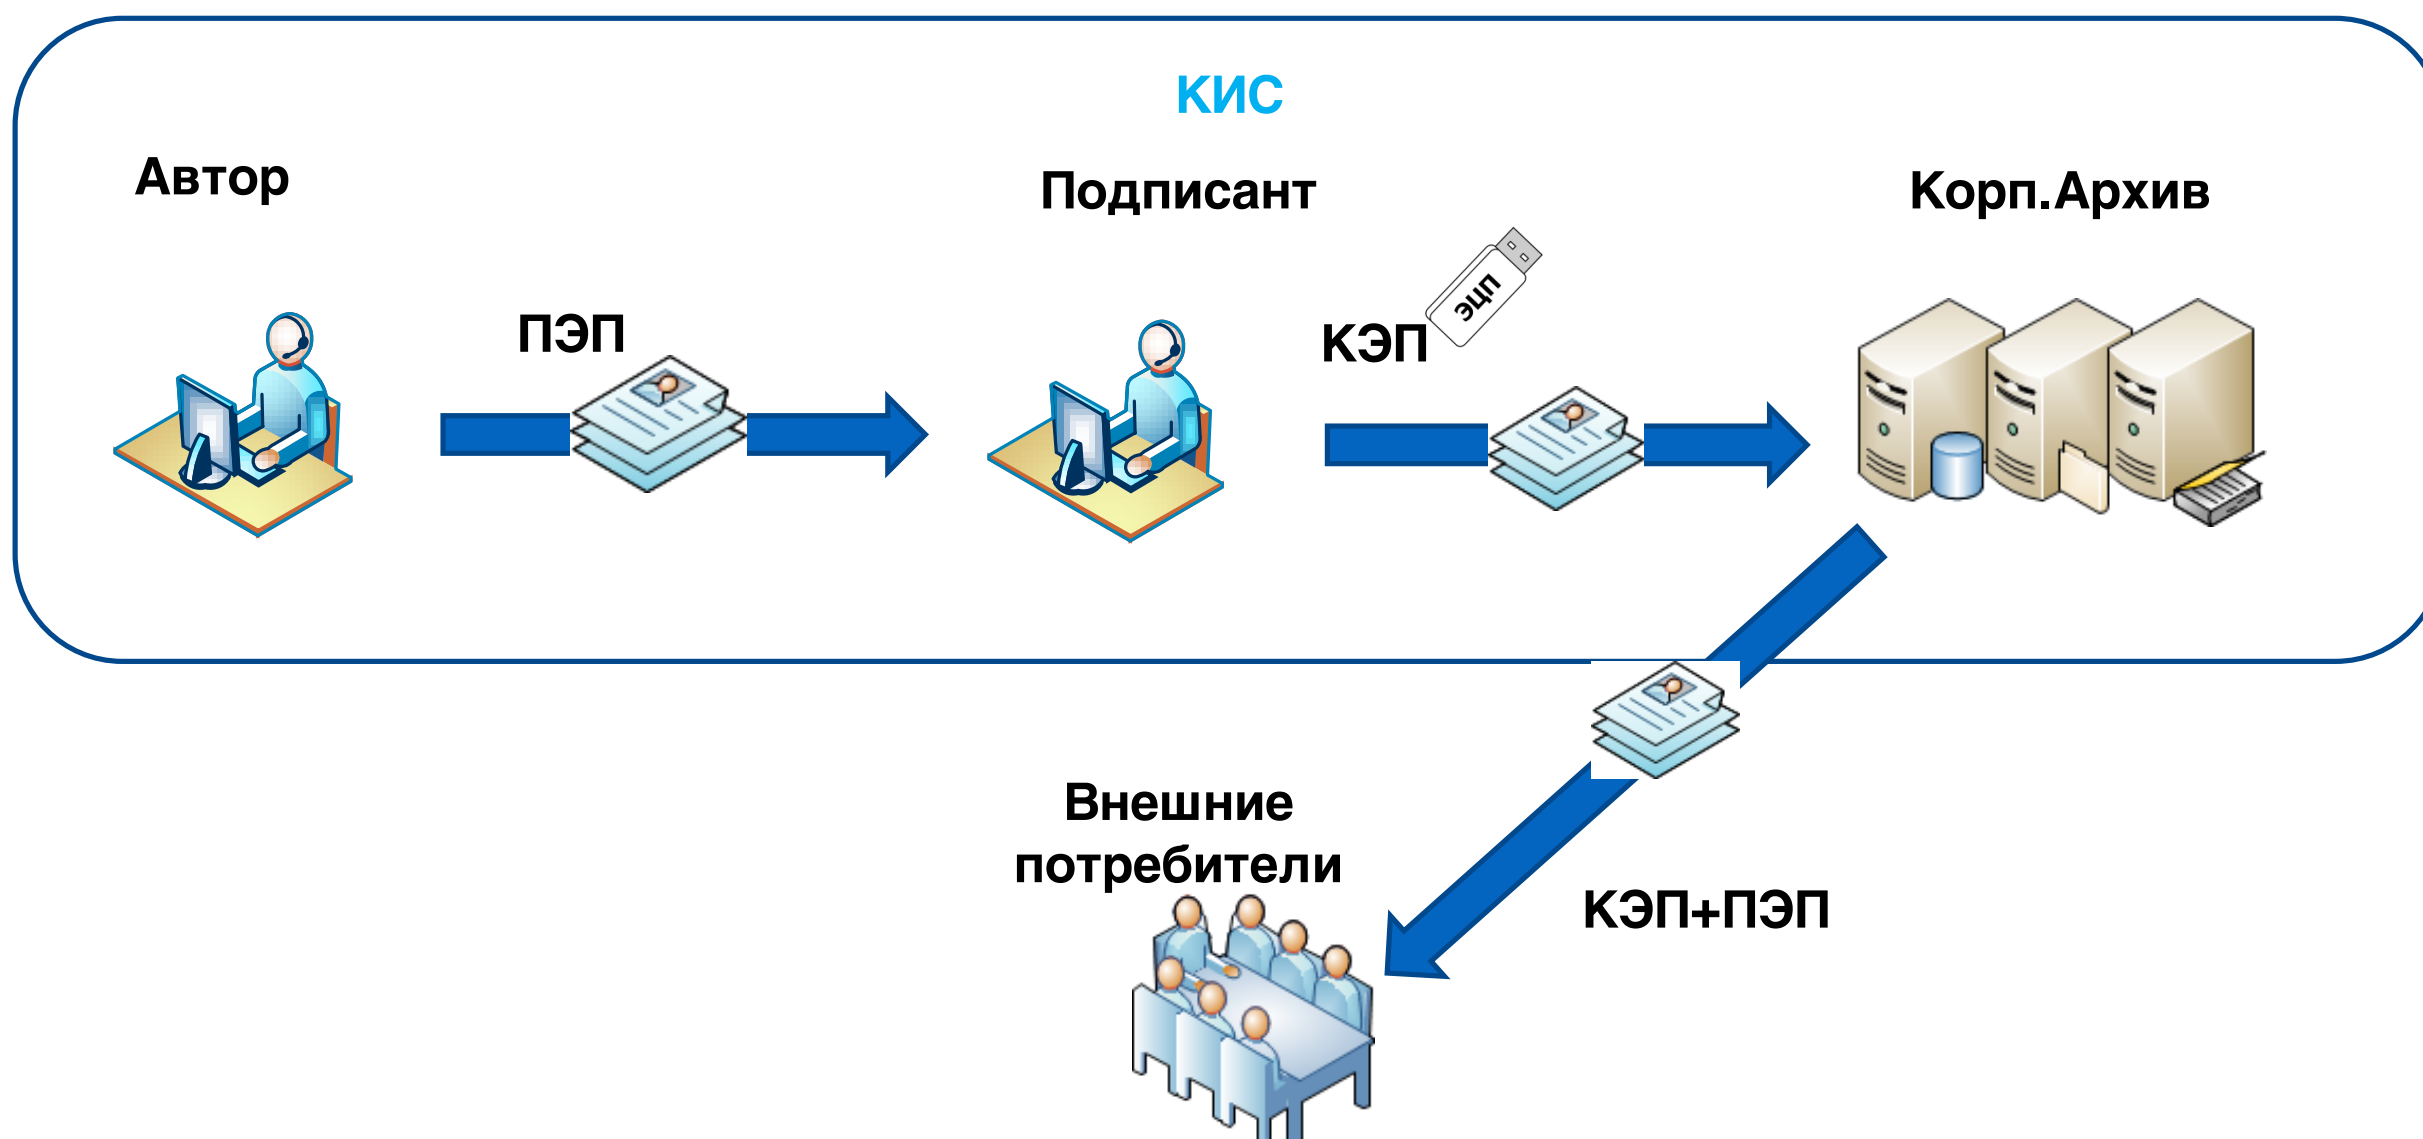 КИС
Автор
Подписант
Корп.Архив
ПЭП
КЭП
ЭЦП
Внешние
потребители
КЭП+ПЭП